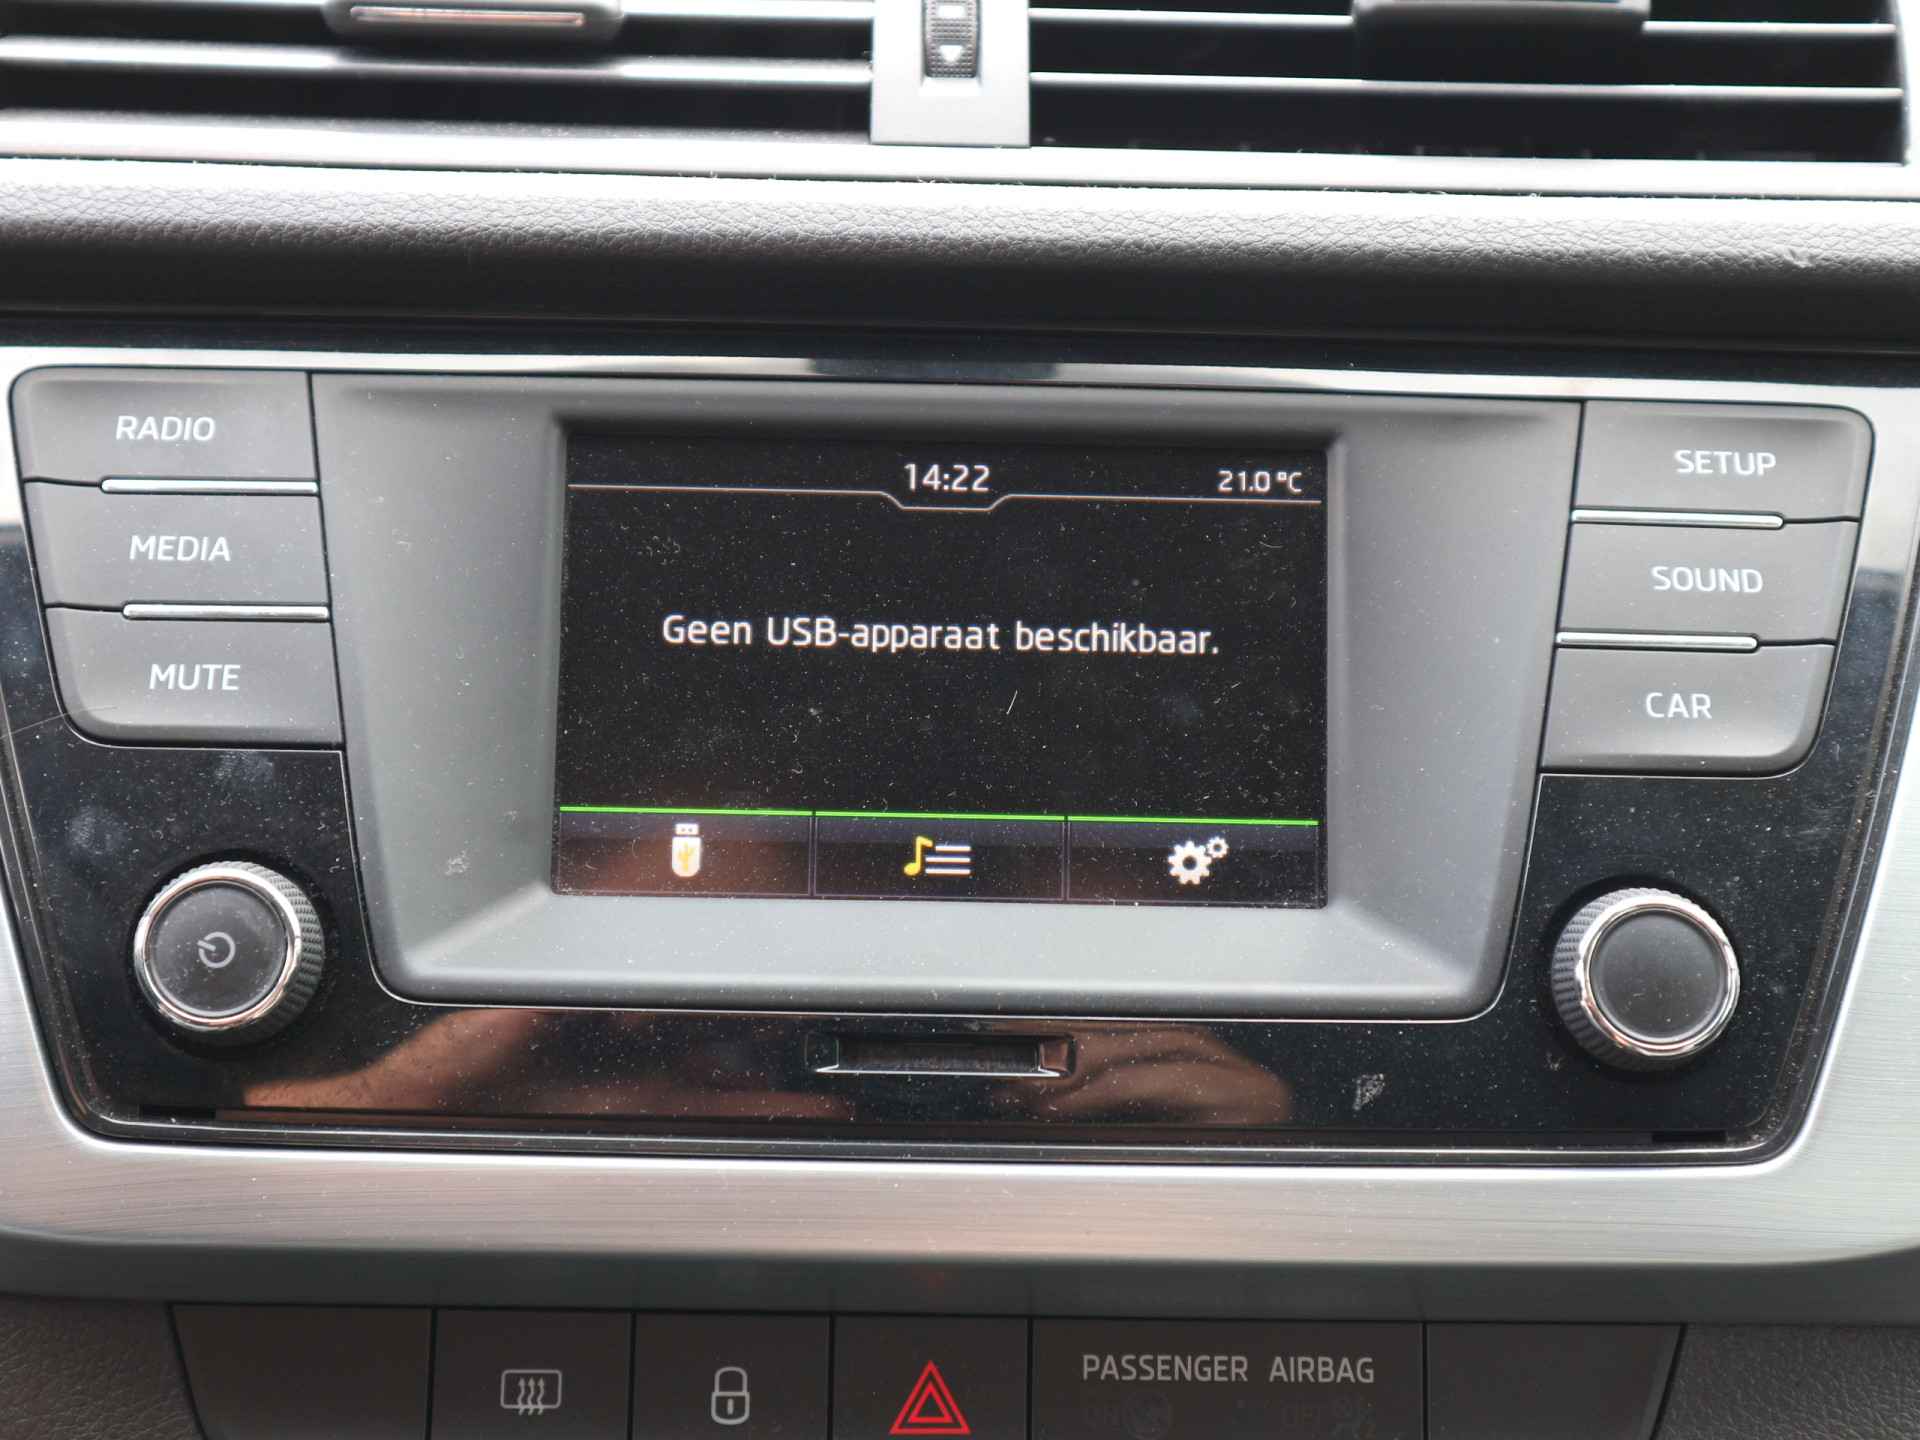 RADIO
MEDIA
MUTE
14:22
21.0 °C
Geen USB-apparaat beschikbaar.
SETUP
SOUND
CAR
PASSENGER AIRBAG